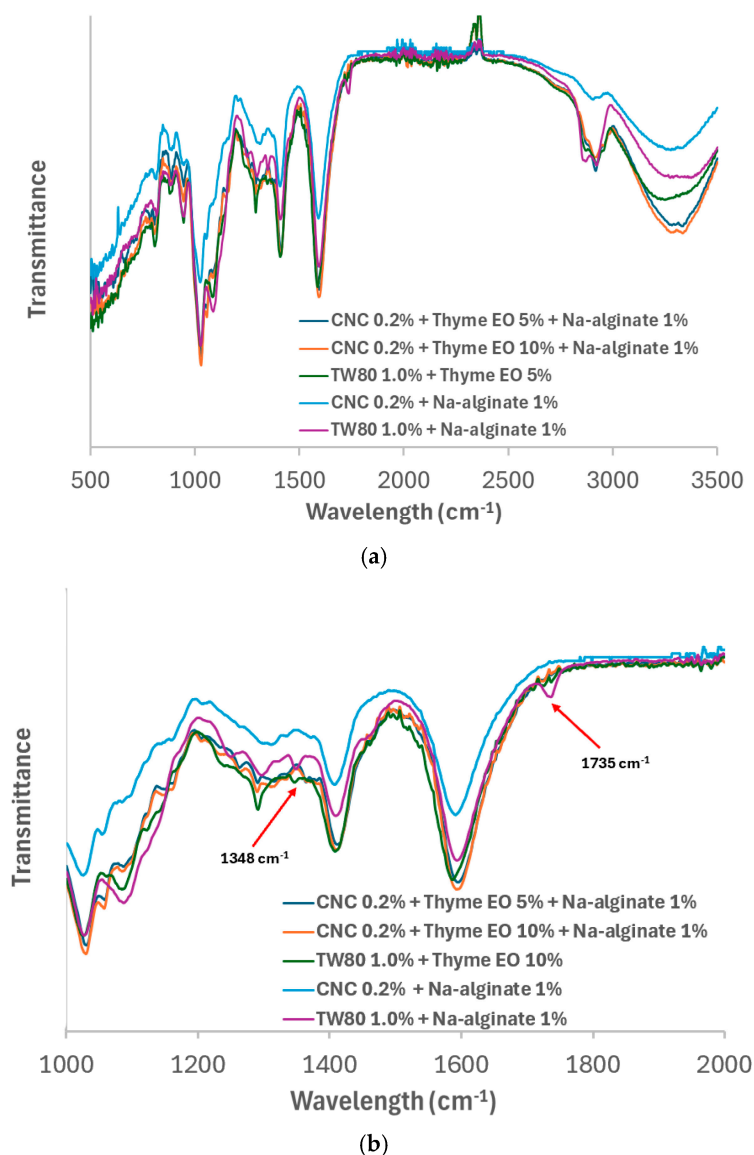 Transmittance
CNC 0.2% + Thyme EO 5% + Na-alginate 1%
CNC 0.2% + Thyme EO 10% + Na-alginate 1%
TW80 1.0% + Thyme EO 5%
CNC 0.2% + Na-alginate 1%
TW80 1.0% + Na-alginate 1%
500 1000 1500 2000 2500 3000 3500
Wavelength (cm⁻¹)
(a)
Transmittance
1735 cm⁻¹
1348 cm⁻¹
CNC 0.2% + Thyme EO 5% + Na-alginate 1%
CNC 0.2% + Thyme EO 10% + Na-alginate 1%
TW80 1.0% + Thyme EO 10%
CNC 0.2% + Na-alginate 1%
TW80 1.0% + Na-alginate 1%
1000 1200 1400 1600 1800 2000
Wavelength (cm⁻¹)
(b)